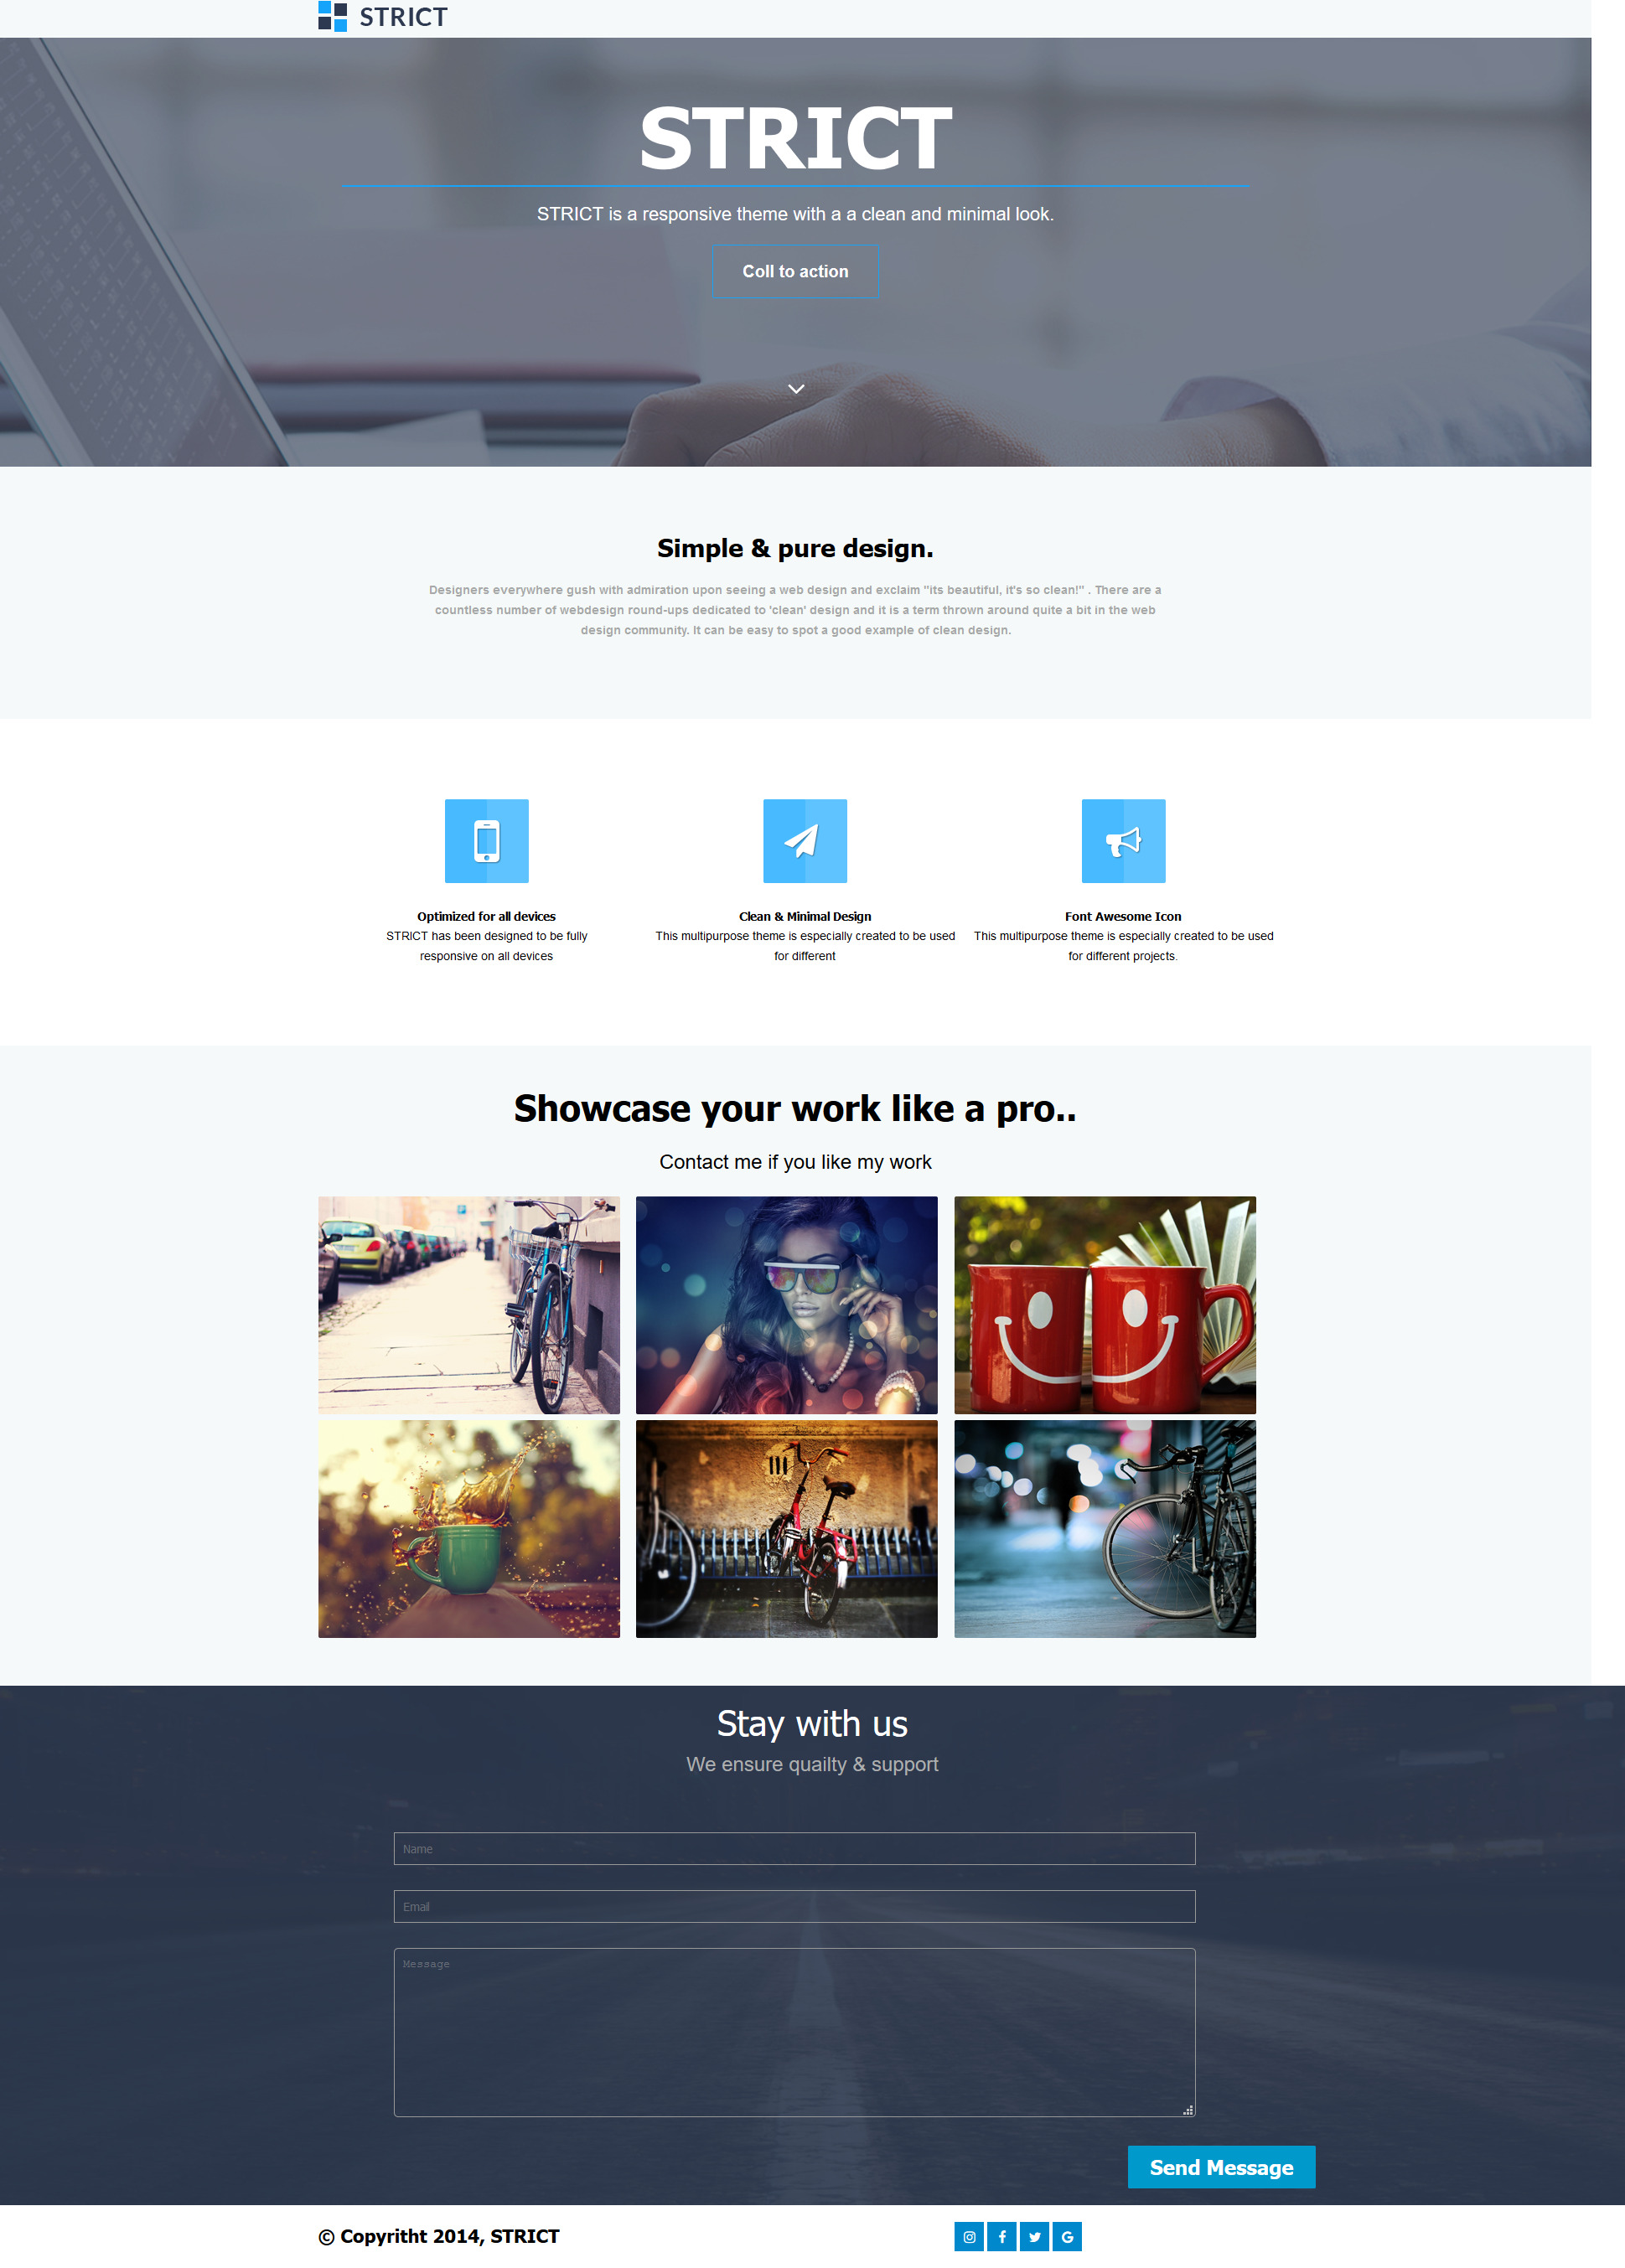 STRICT
STRICT
STRICT is a responsive theme with a a clean and minimal look.
Coll to action
Simple & pure design.
Designers everywhere gush with admiration upon seeing a web design and exclaim "its beautiful, it's so clean!" . There are a
countless number of webdesign round-ups dedicated to 'clean' design and it is a term thrown around quite a bit in the web
design community. It can be easy to spot a good example of clean design.
Optimized for all devices
STRICT has been designed to be fully
responsive on all devices
Clean & Minimal Design
This multipurpose theme is especially created to be used
for different
Font Awesome Icon
This multipurpose theme is especially created to be used
for different projects.
Showcase your work like a pro..
Contact me if you like my work
Stay with us
We ensure quailty & support
Name
Email
Message
Send Message
© Copyritht 2014, STRICT